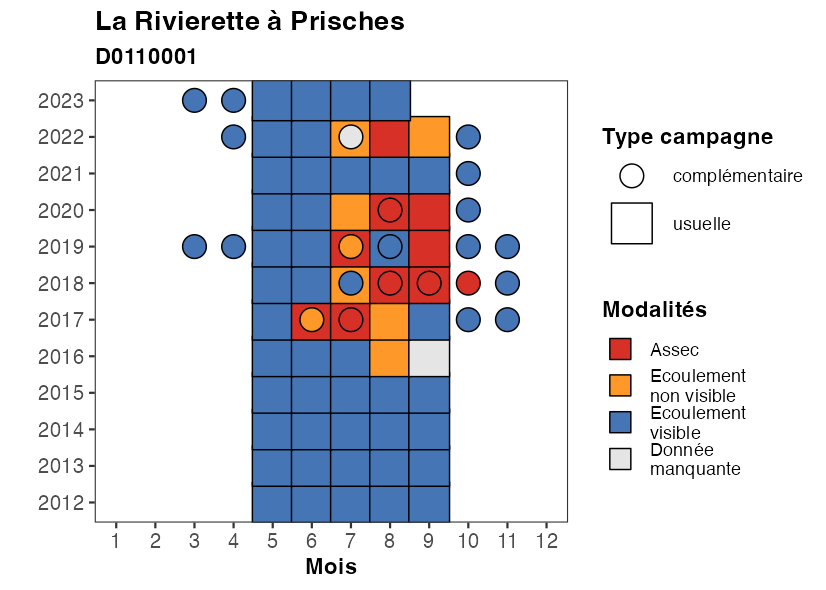 La Rivierette à Prisches
D0110001
2023
2022
2021
2020
2019
2018
2017
2016
2015
2014
2013
2012
1 2 3 4 5 6 7 8 9 10 11 12
Mois
Type campagne
complémentaire
usuelle
Modalités
Assec
Ecoulement
non visible
Ecoulement
visible
Donnée
manquante